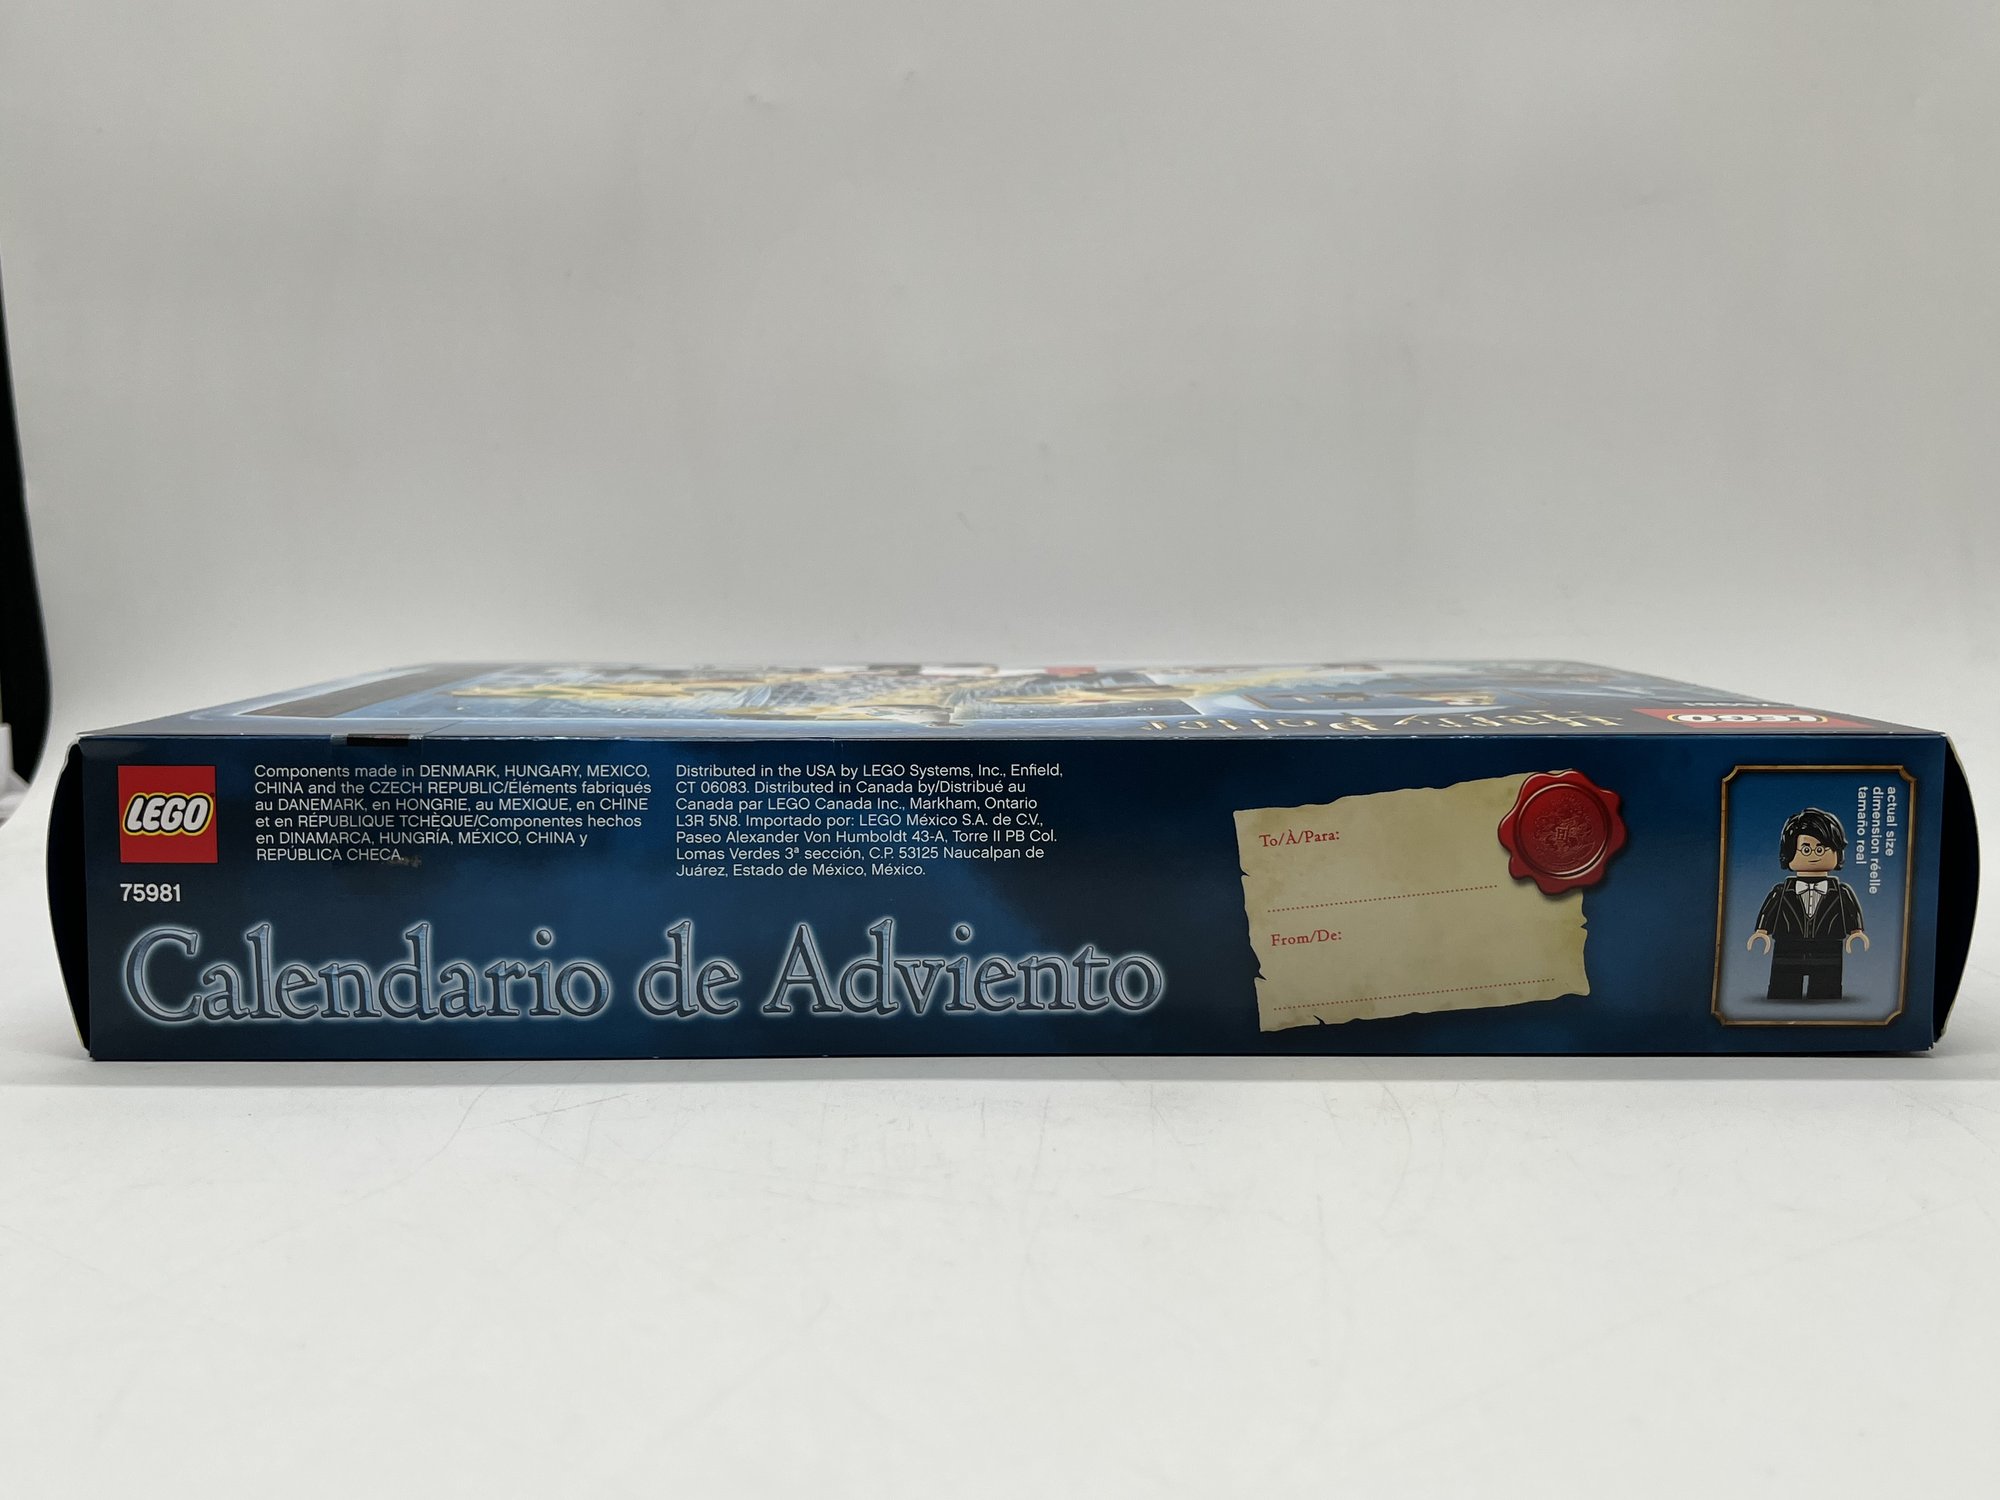 Harry Potter
LEGO
75981
LEGO
75981
Components made in DENMARK, HUNGARY, MEXICO,
CHINA and the CZECH REPUBLIC/Éléments fabriqués
au DANEMARK, en HONGRIE, au MEXIQUE, en CHINE
et en RÉPUBLIQUE TCHÈQUE/Componentes hechos
en DINAMARCA, HUNGRÍA, MÉXICO, CHINA y
REPÚBLICA CHECA.
Distributed in the USA by LEGO Systems, Inc., Enfield,
CT 06083. Distributed in Canada by/Distribué au
Canada par LEGO Canada Inc., Markham, Ontario
L3R 5N8. Importado por: LEGO México S.A. de C.V.,
Paseo Alexander Von Humboldt 43-A, Torre II PB Col.
Lomas Verdes 3ª sección, C.P. 53125 Naucalpan de
Juárez, Estado de México, México.
Calendario de Adviento
To/À/Para:
From/De:
actual size
dimension réelle
tamaño real